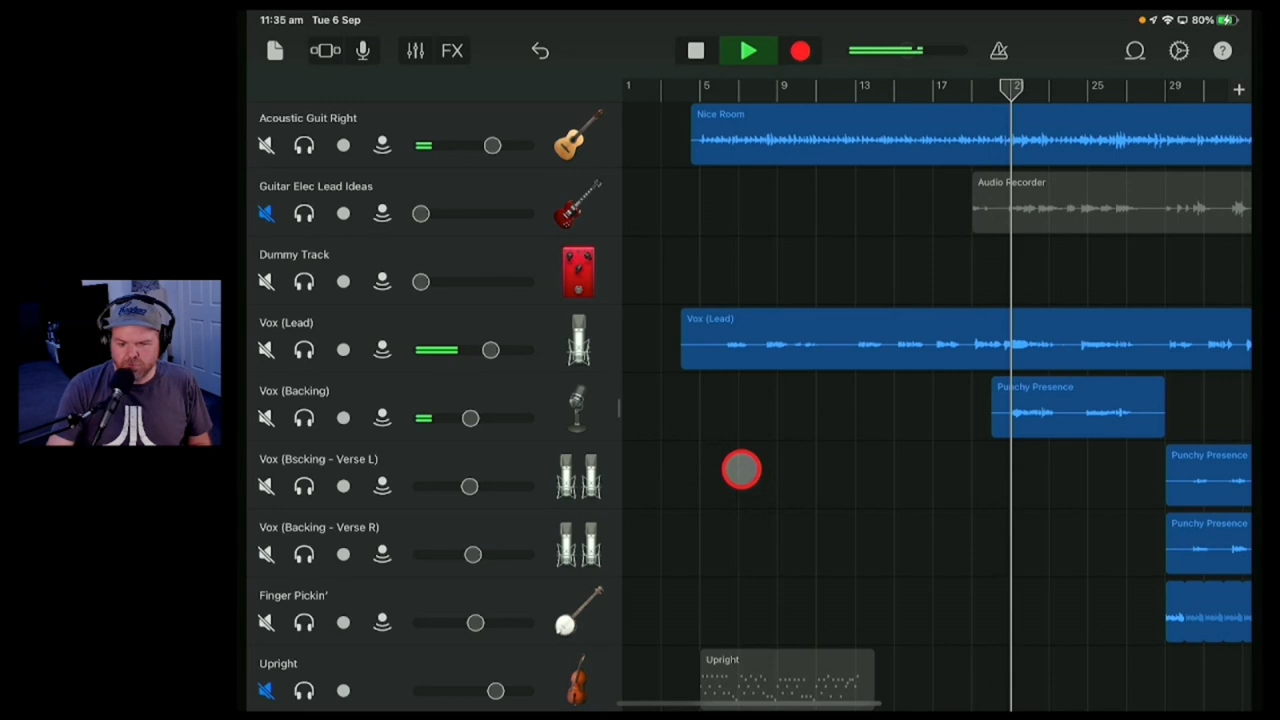 11:35 am Tue 6 Sep
80%
FX
?
1 5 9 13 17 25 29 +
Acoustic Guit Right
Nice Room
Guitar Elec Lead Ideas
Audio Recorder
Dummy Track
Vox (Lead)
Vox (Lead)
Vox (Backing)
Punchy Presence
Vox (Bscking - Verse L)
Punchy Presence
Vox (Backing - Verse R)
Punchy Presence
Finger Pickin'
Upright
Upright